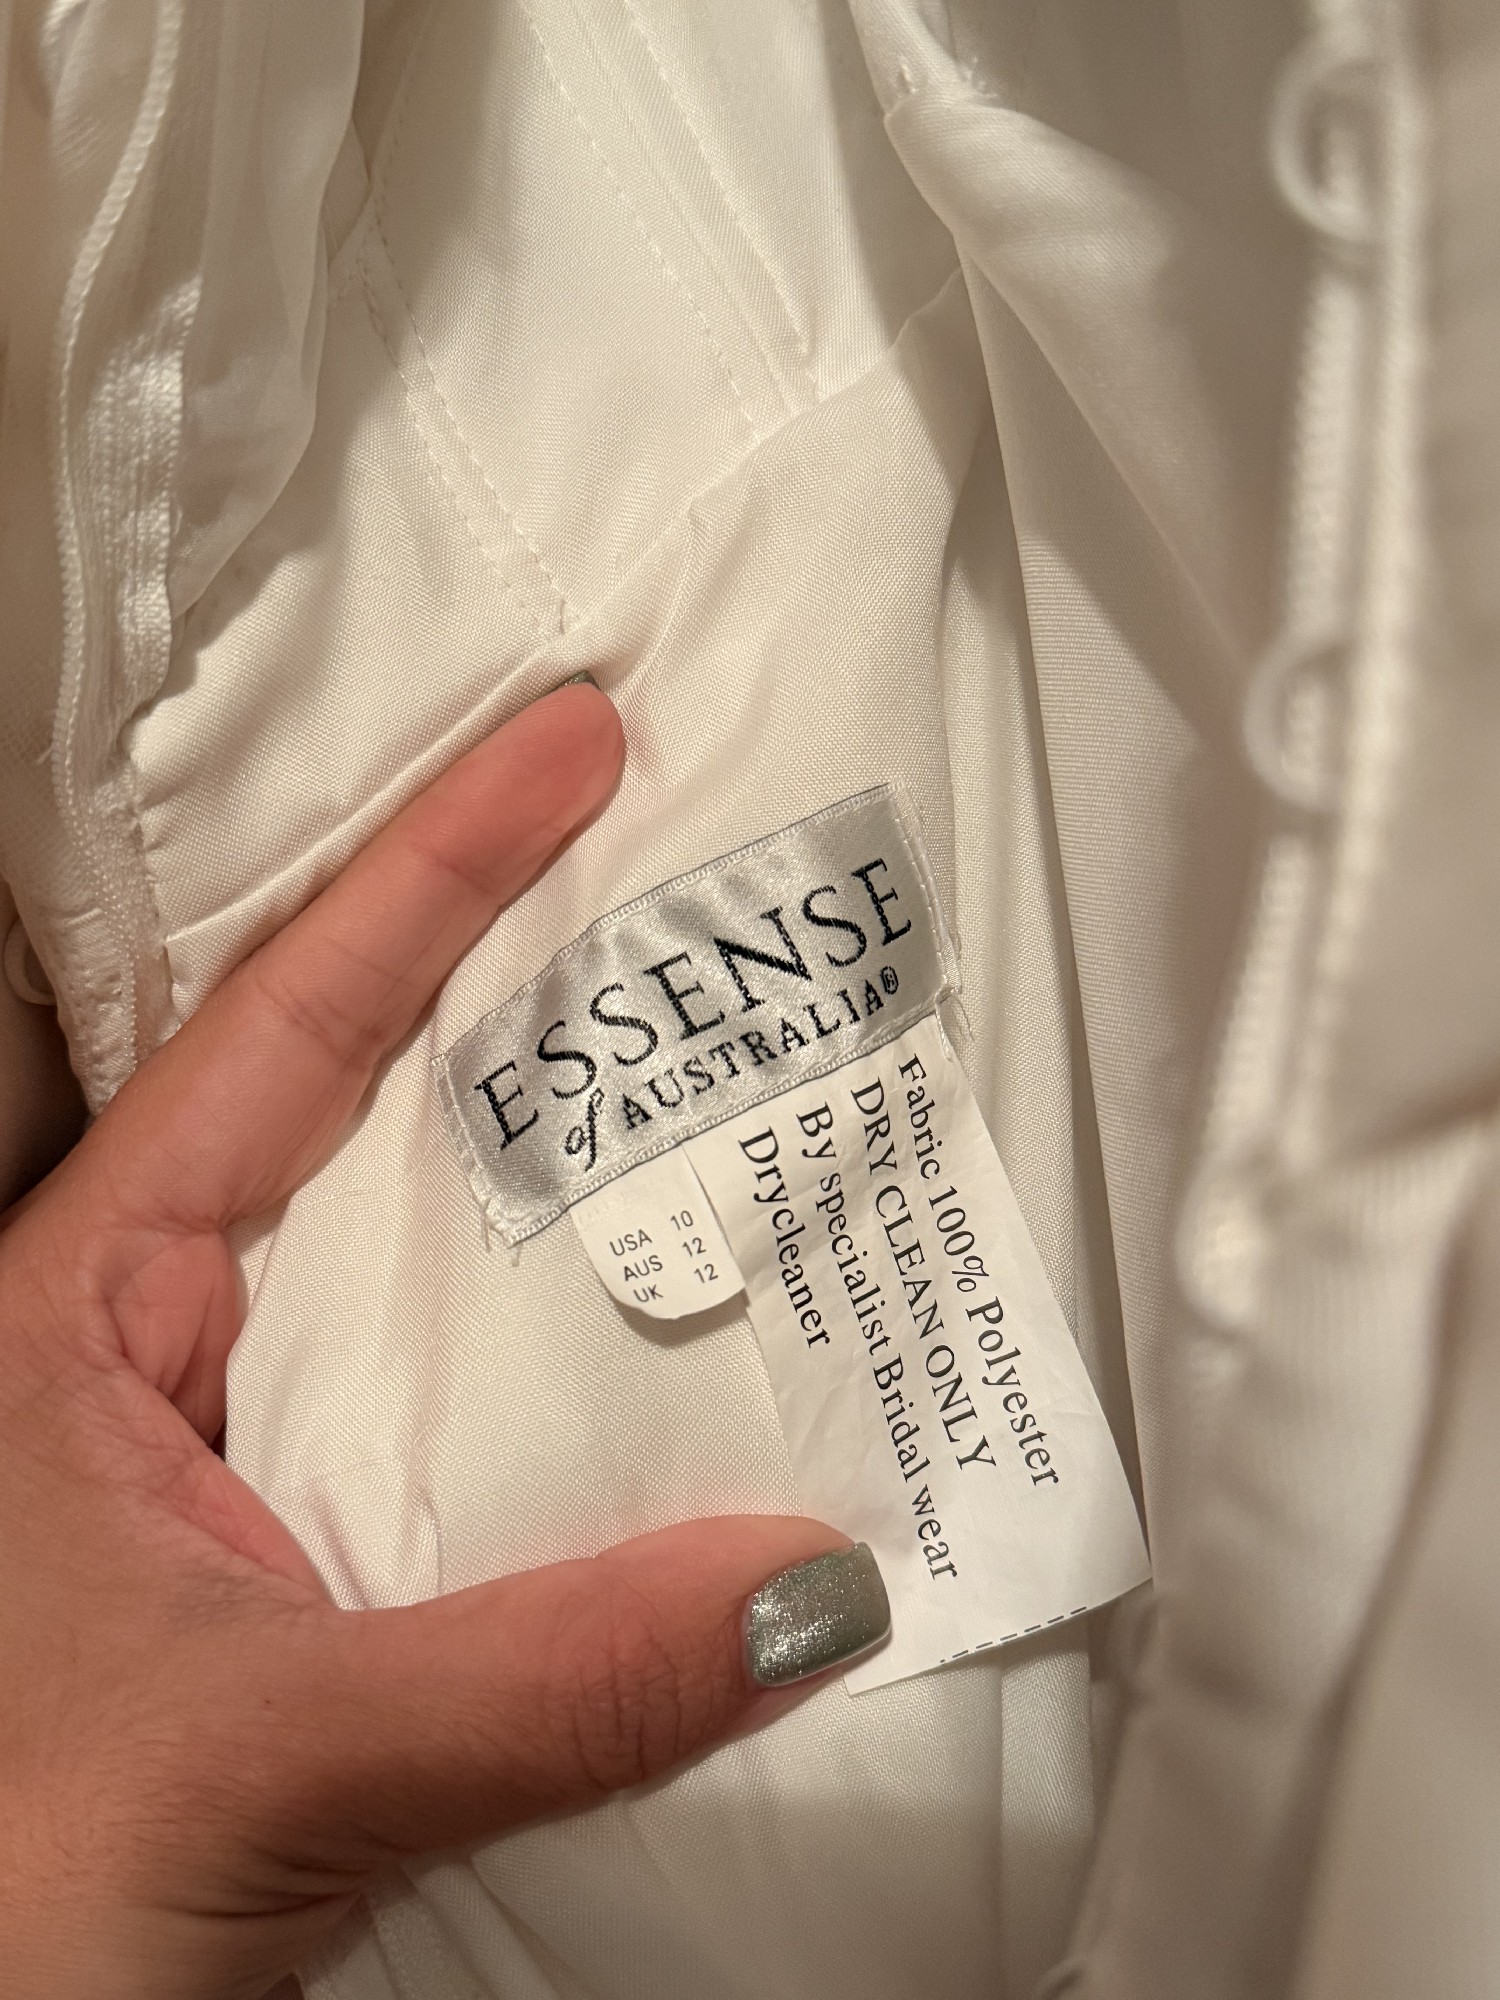 ESSENSE
of AUSTRALIA®
USA 10
AUS 12
UK 12
Fabric 100% Polyester
DRY CLEAN ONLY
By specialist Bridal wear
Drycleaner